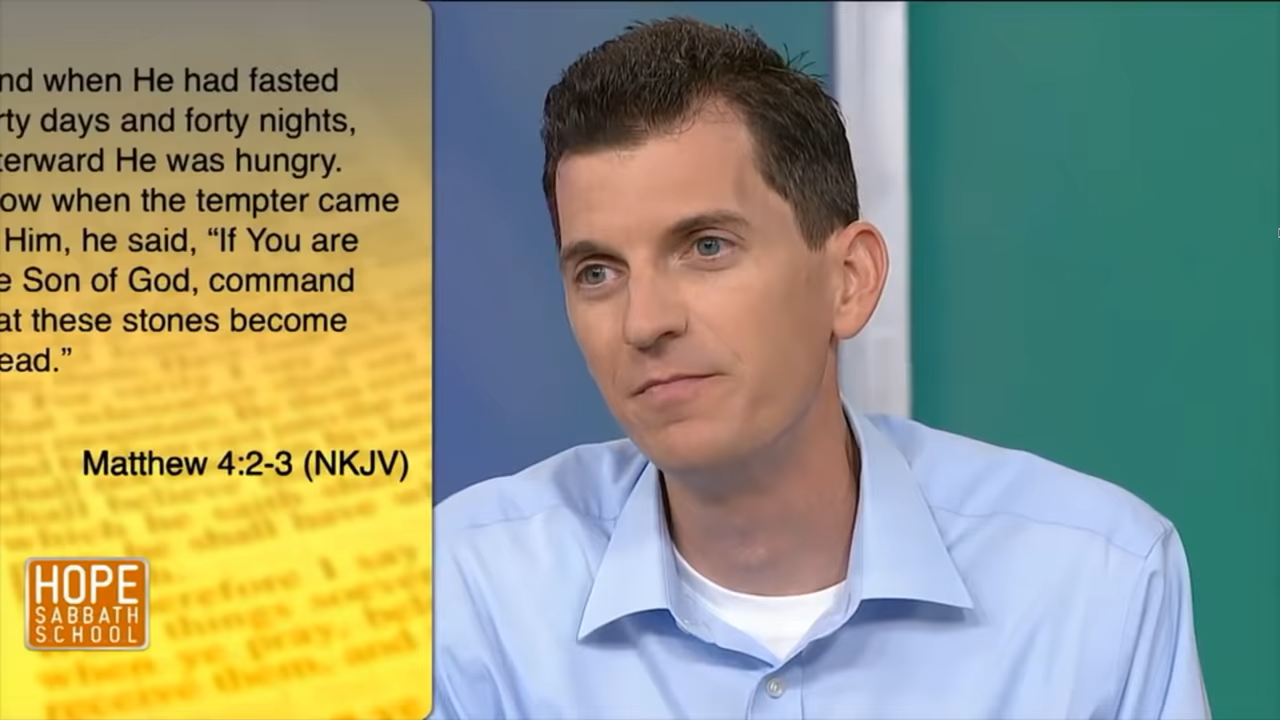 nd when He had fasted
rty days and forty nights,
terward He was hungry.
ow when the tempter came
Him, he said, “If You are
e Son of God, command
at these stones become
ead.”
Matthew 4:2-3 (NKJV)
HOPE
SABBATH
SCHOOL